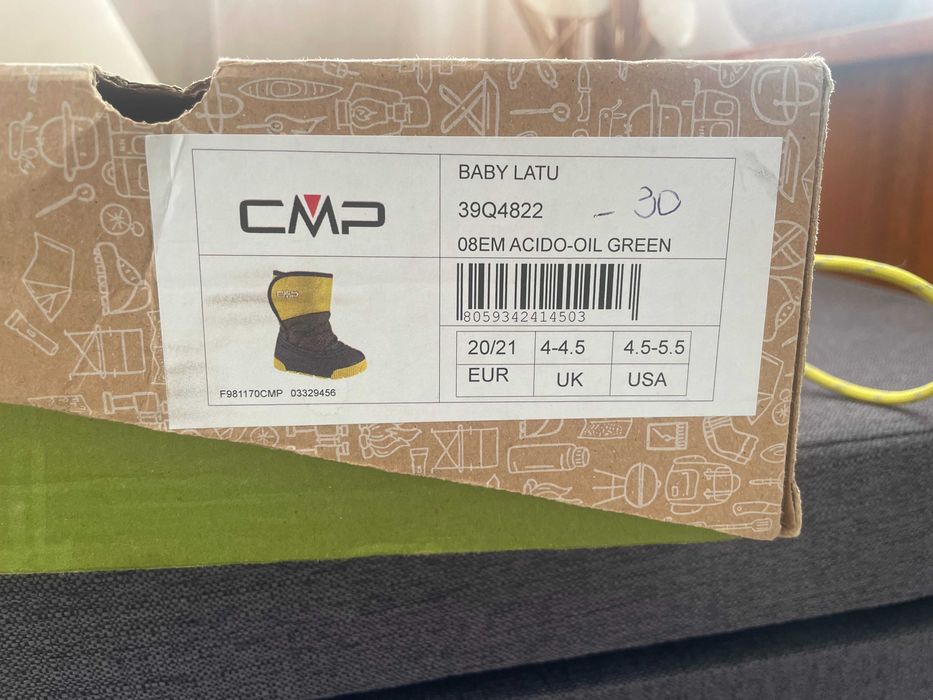 CMP
BABY LATU
39Q4822 - 30
08EM ACIDO-OIL GREEN
CMP
8059342414503
20/21 4-4.5 4.5-5.5
EUR UK USA
F981170CMP 03329456